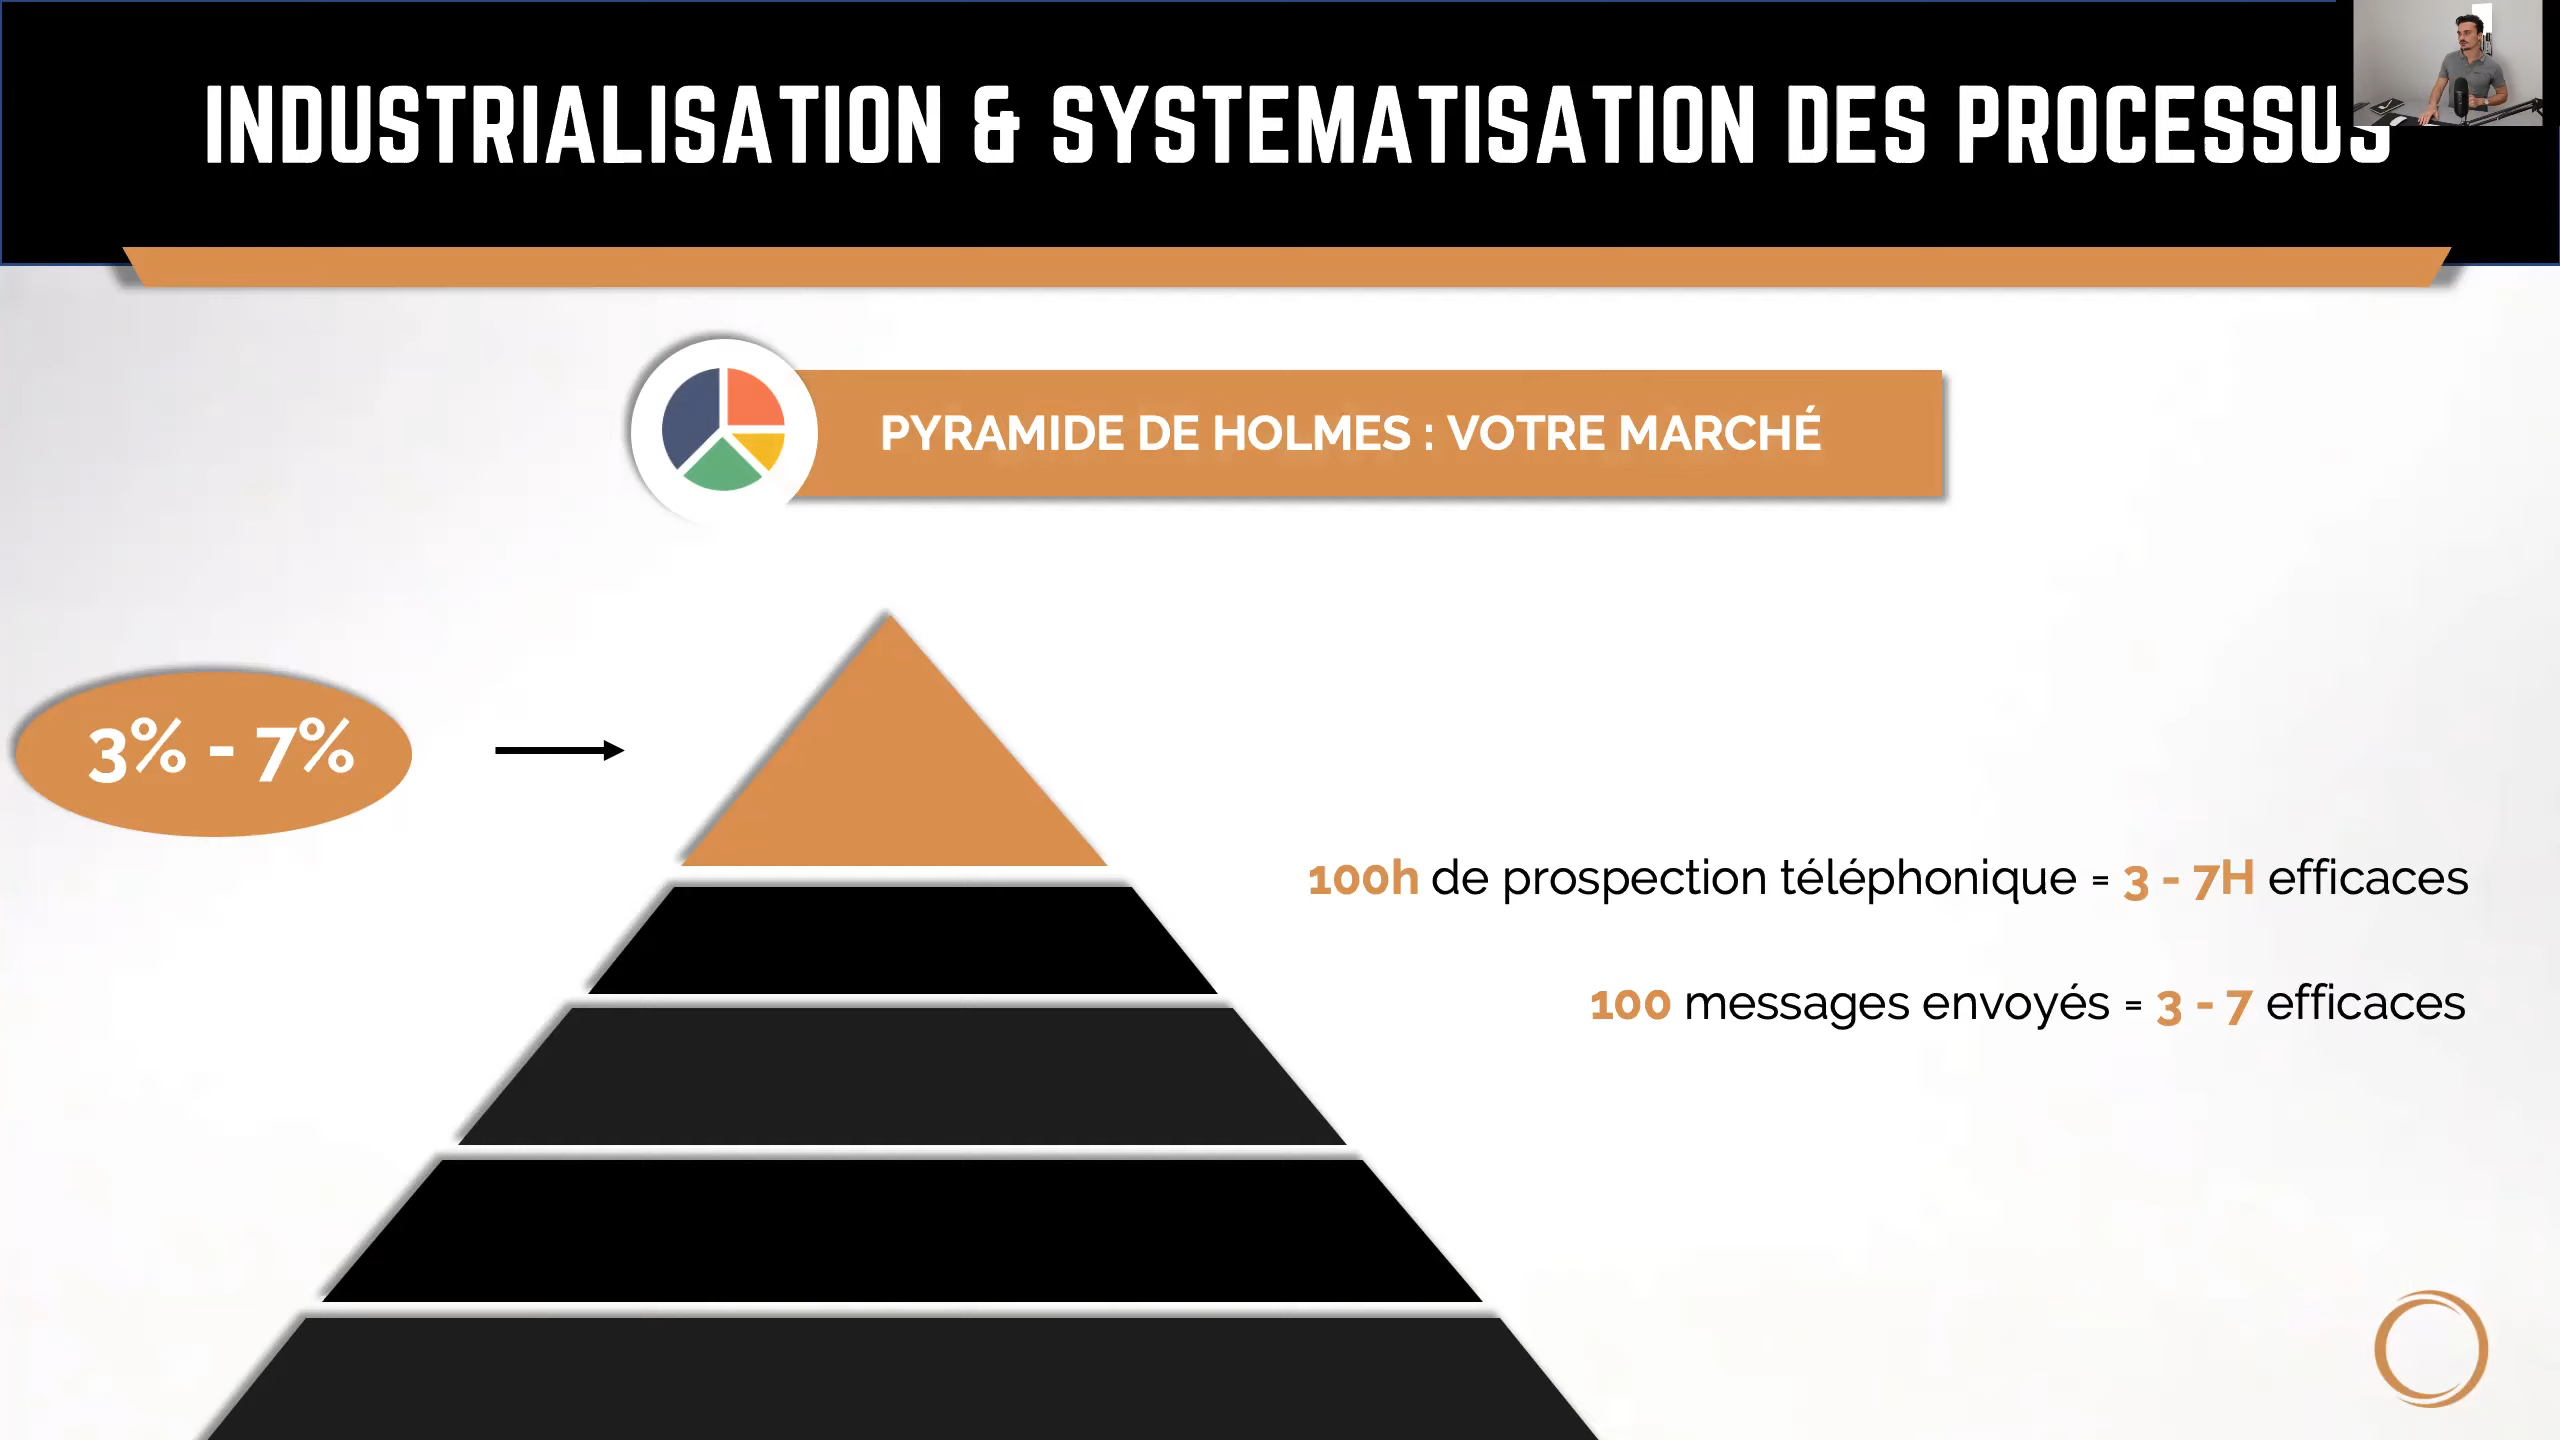 INDUSTRIALISATION & SYSTEMATISATION DES PROCESSUS
PYRAMIDE DE HOLMES : VOTRE MARCHÉ
3% - 7%
100h de prospection téléphonique = 3 - 7H efficaces
100 messages envoyés = 3 - 7 efficaces